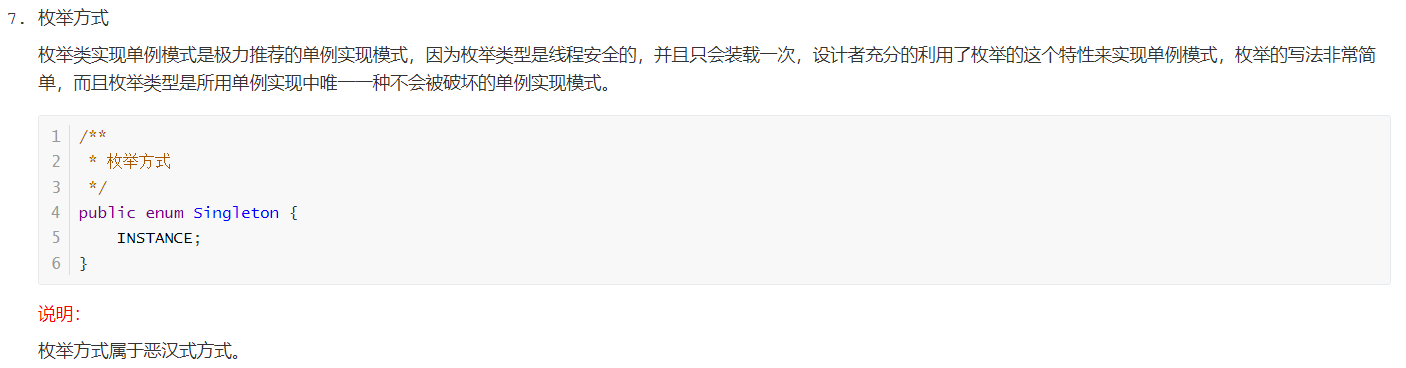 7. 枚举方式
枚举类实现单例模式是极力推荐的单例实现模式，因为枚举类型是线程安全的，并且只会装载一次，设计者充分的利用了枚举的这个特性来实现单例模式，枚举的写法非常简
单，而且枚举类型是所用单例实现中唯一一种不会被破坏的单例实现模式。
1 /**
2  * 枚举方式
3  */
4 public enum Singleton {
5     INSTANCE;
6 }
说明：
枚举方式属于恶汉式方式。